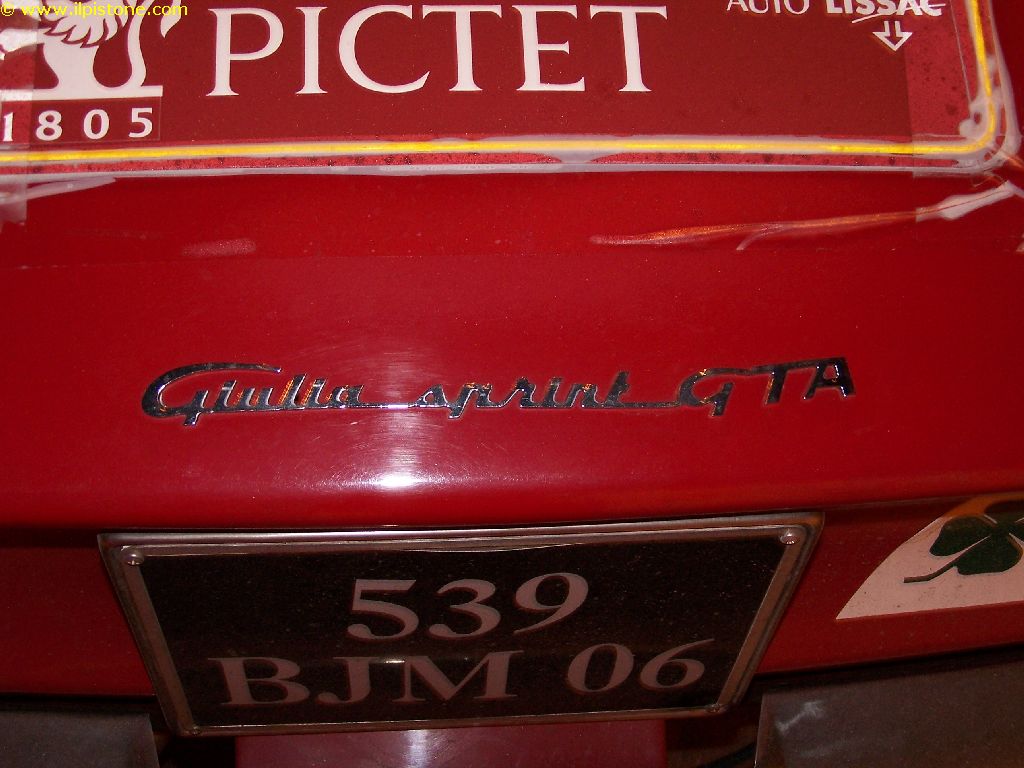 © www.ilpistone.com
PICTET
AUTO LISSAC
1805
Giulia sprint GTA
539
BJM 06